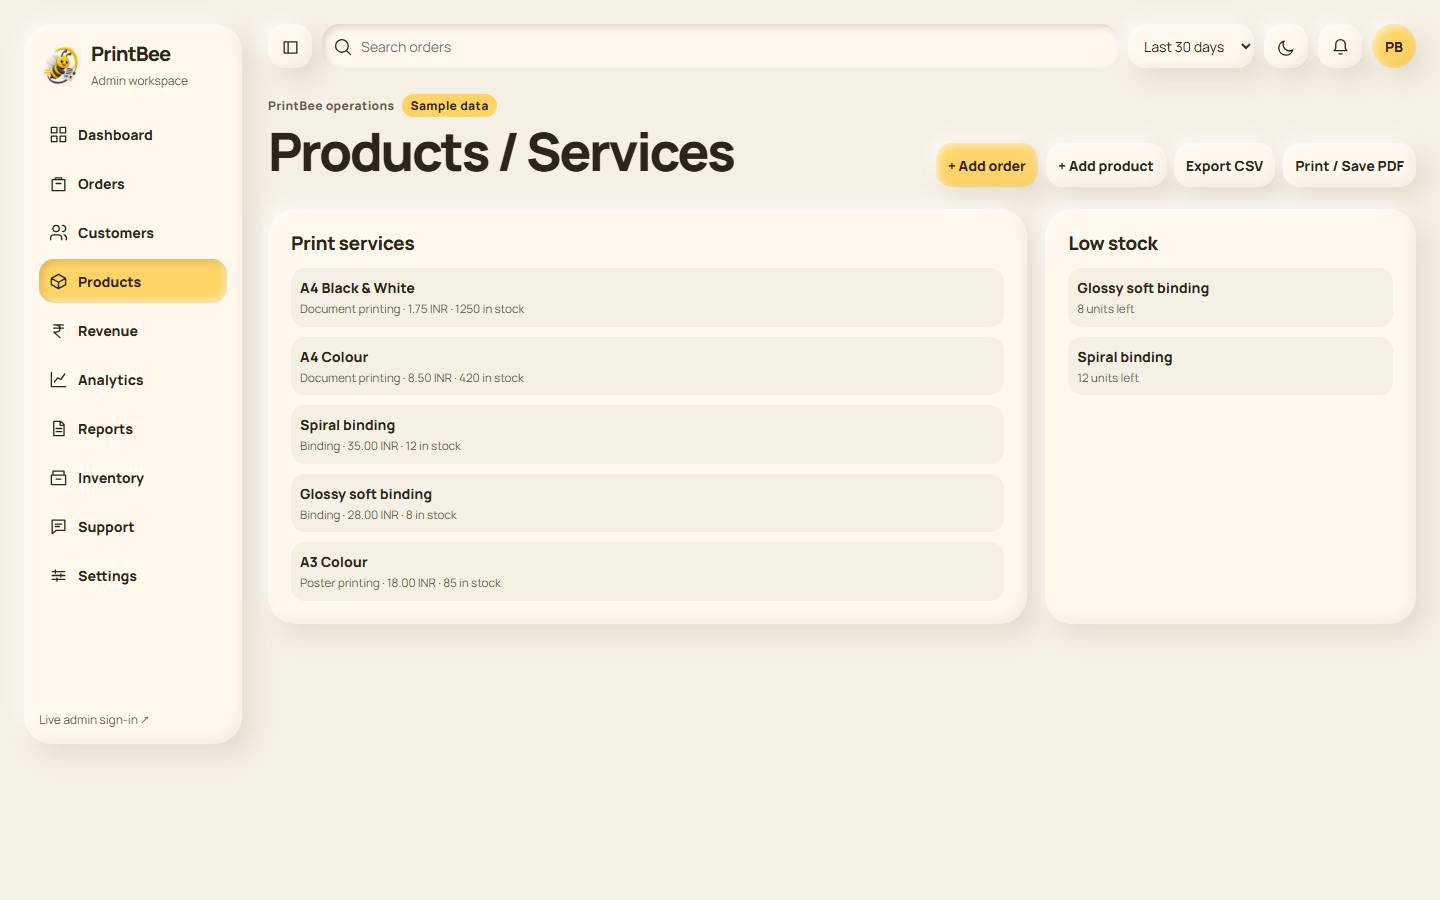 PrintBee
Admin workspace
Dashboard
Orders
Customers
Products
Revenue
Analytics
Reports
Inventory
Support
Settings
Live admin sign-in ↗
Search orders
Last 30 days
PB
PrintBee operations
Sample data
Products / Services
+ Add order
+ Add product
Export CSV
Print / Save PDF
Print services
A4 Black & White
Document printing · 1.75 INR · 1250 in stock
A4 Colour
Document printing · 8.50 INR · 420 in stock
Spiral binding
Binding · 35.00 INR · 12 in stock
Glossy soft binding
Binding · 28.00 INR · 8 in stock
A3 Colour
Poster printing · 18.00 INR · 85 in stock
Low stock
Glossy soft binding
8 units left
Spiral binding
12 units left